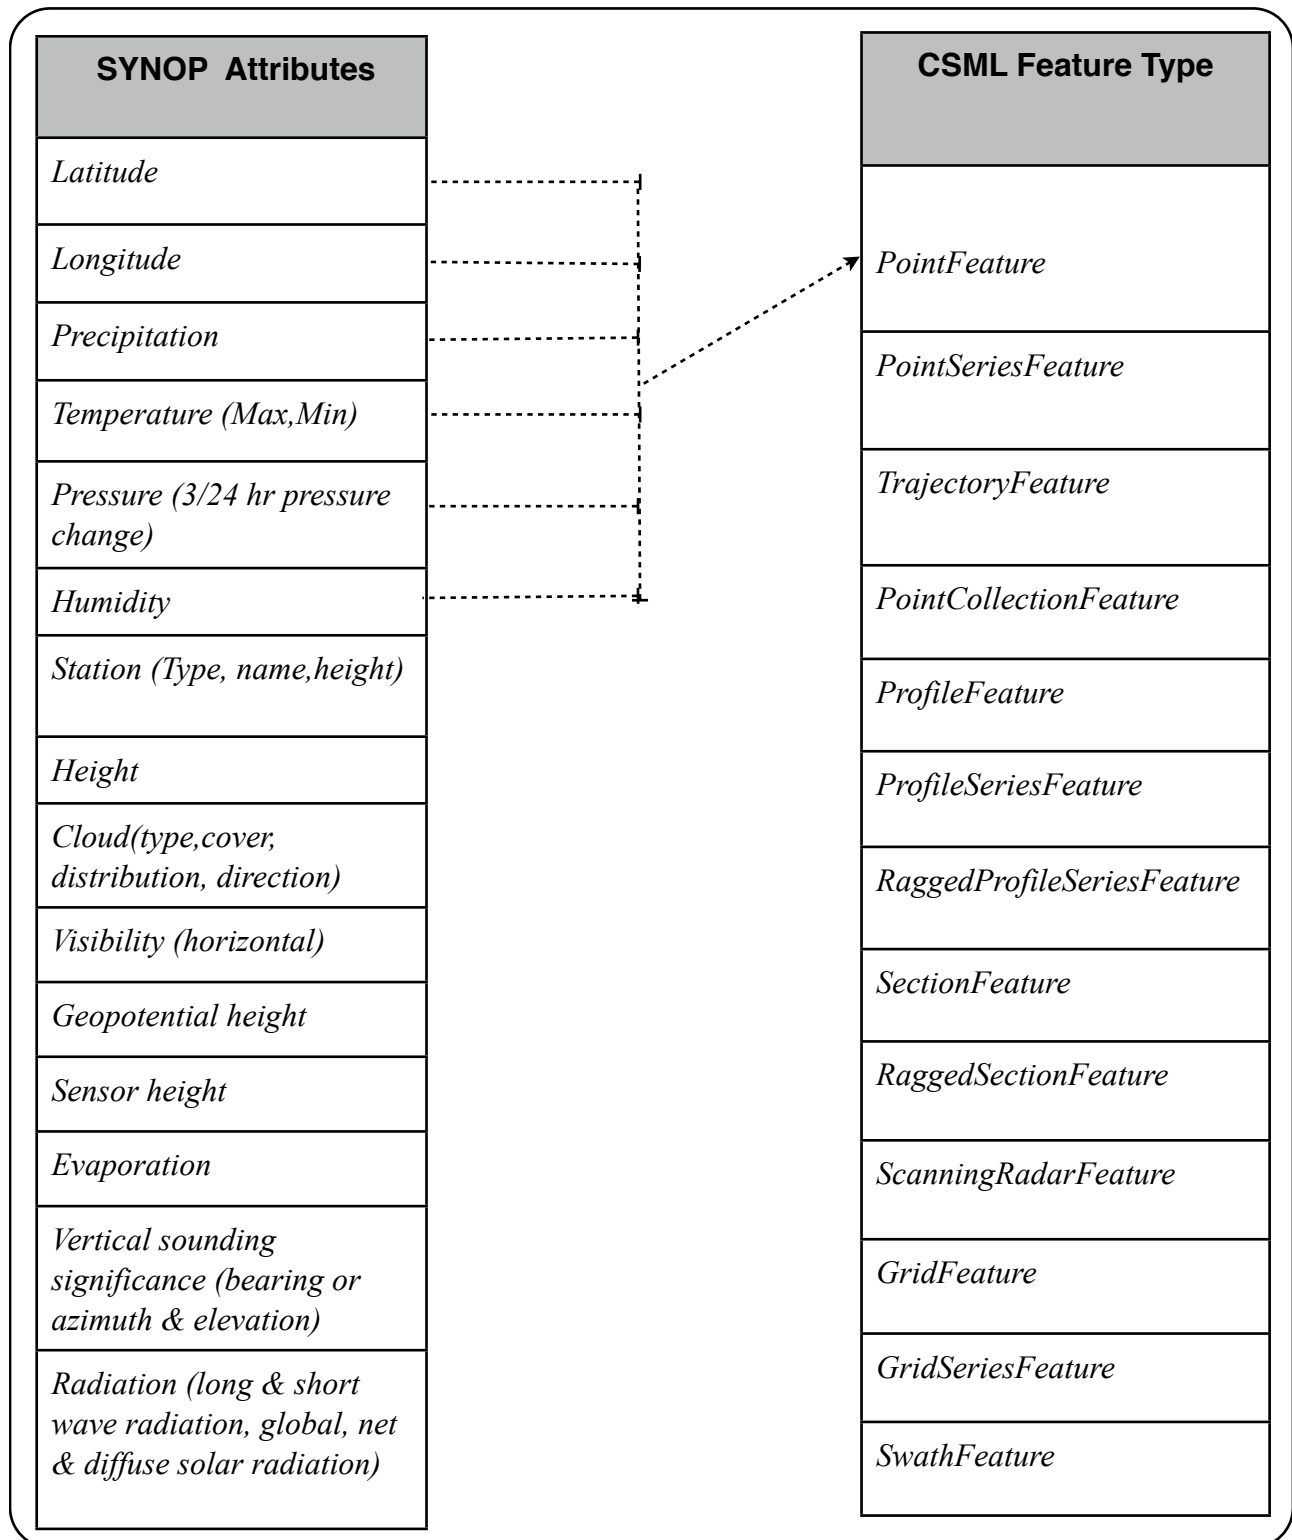 SYNOP  Attributes
Latitude
Longitude
Precipitation
Temperature (Max,Min)
Pressure (3/24 hr pressure
change)
Humidity
Station (Type, name,height)
Height
Cloud(type,cover,
distribution, direction)
Visibility (horizontal)
Geopotential height
Sensor height
Evaporation
Vertical sounding
significance (bearing or
azimuth & elevation)
Radiation (long & short
wave radiation, global, net
& diffuse solar radiation)
CSML Feature Type
PointFeature
PointSeriesFeature
TrajectoryFeature
PointCollectionFeature
ProfileFeature
ProfileSeriesFeature
RaggedProfileSeriesFeature
SectionFeature
RaggedSectionFeature
ScanningRadarFeature
GridFeature
GridSeriesFeature
SwathFeature